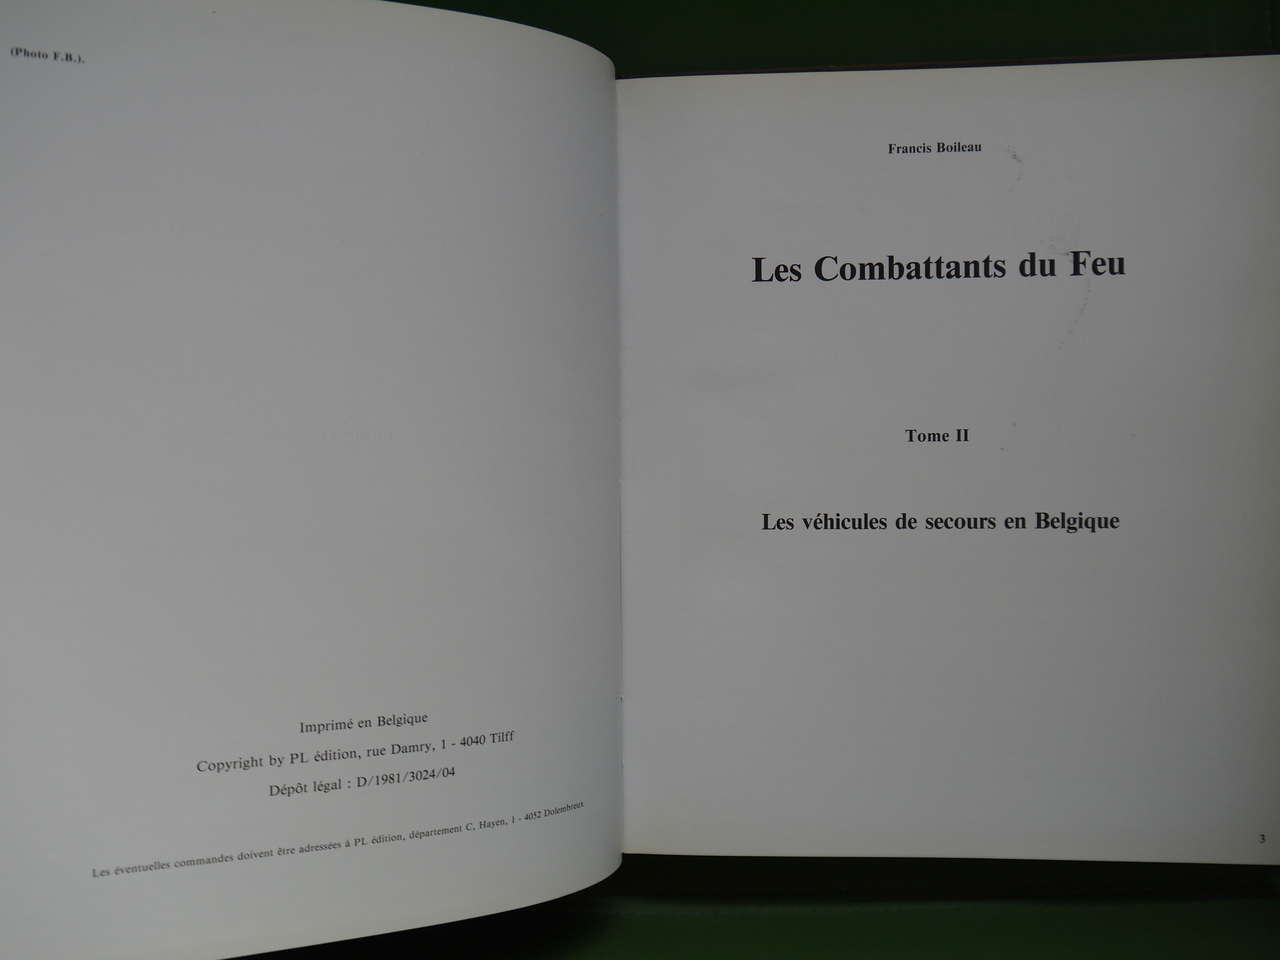 (Photo F.B.).
Imprimé en Belgique
Copyright by PL édition, rue Damry, 1 - 4040 Tilff
Dépôt légal : D/1981/3024/04
Les éventuelles commandes doivent être adressées à PL édition, département C, Hayen, 1 - 4052 Dolembreux
Francis Boileau
Les Combattants du Feu
Tome II
Les véhicules de secours en Belgique
3